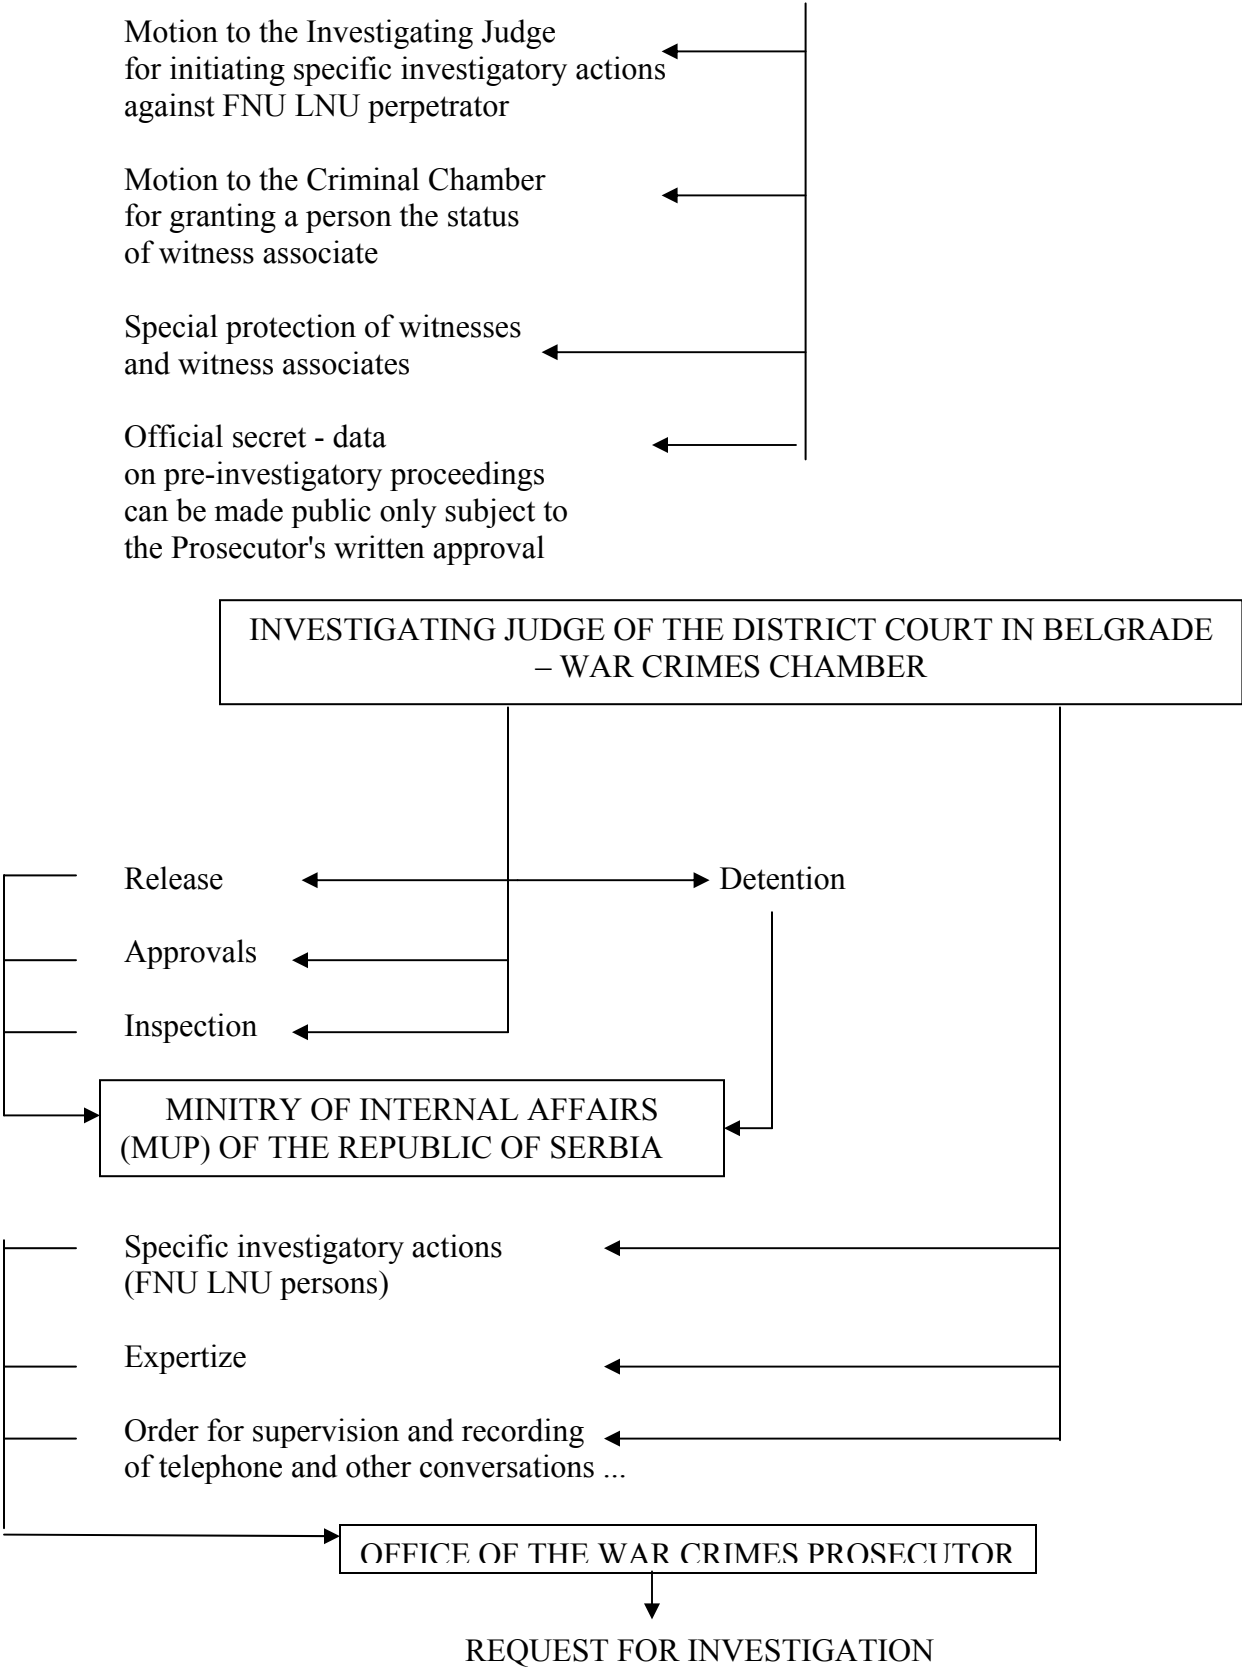 Motion to the Investigating Judge
for initiating specific investigatory actions
against FNU LNU perpetrator
Motion to the Criminal Chamber
for granting a person the status
of witness associate
Special protection of witnesses
and witness associates
Official secret - data
on pre-investigatory proceedings
can be made public only subject to
the Prosecutor's written approval
INVESTIGATING JUDGE OF THE DISTRICT COURT IN BELGRADE
– WAR CRIMES CHAMBER
Release
Detention
Approvals
Inspection
MINITRY OF INTERNAL AFFAIRS
(MUP) OF THE REPUBLIC OF SERBIA
Specific investigatory actions
(FNU LNU persons)
Expertize
Order for supervision and recording
of telephone and other conversations ...
OFFICE OF THE WAR CRIMES PROSECUTOR
REQUEST FOR INVESTIGATION